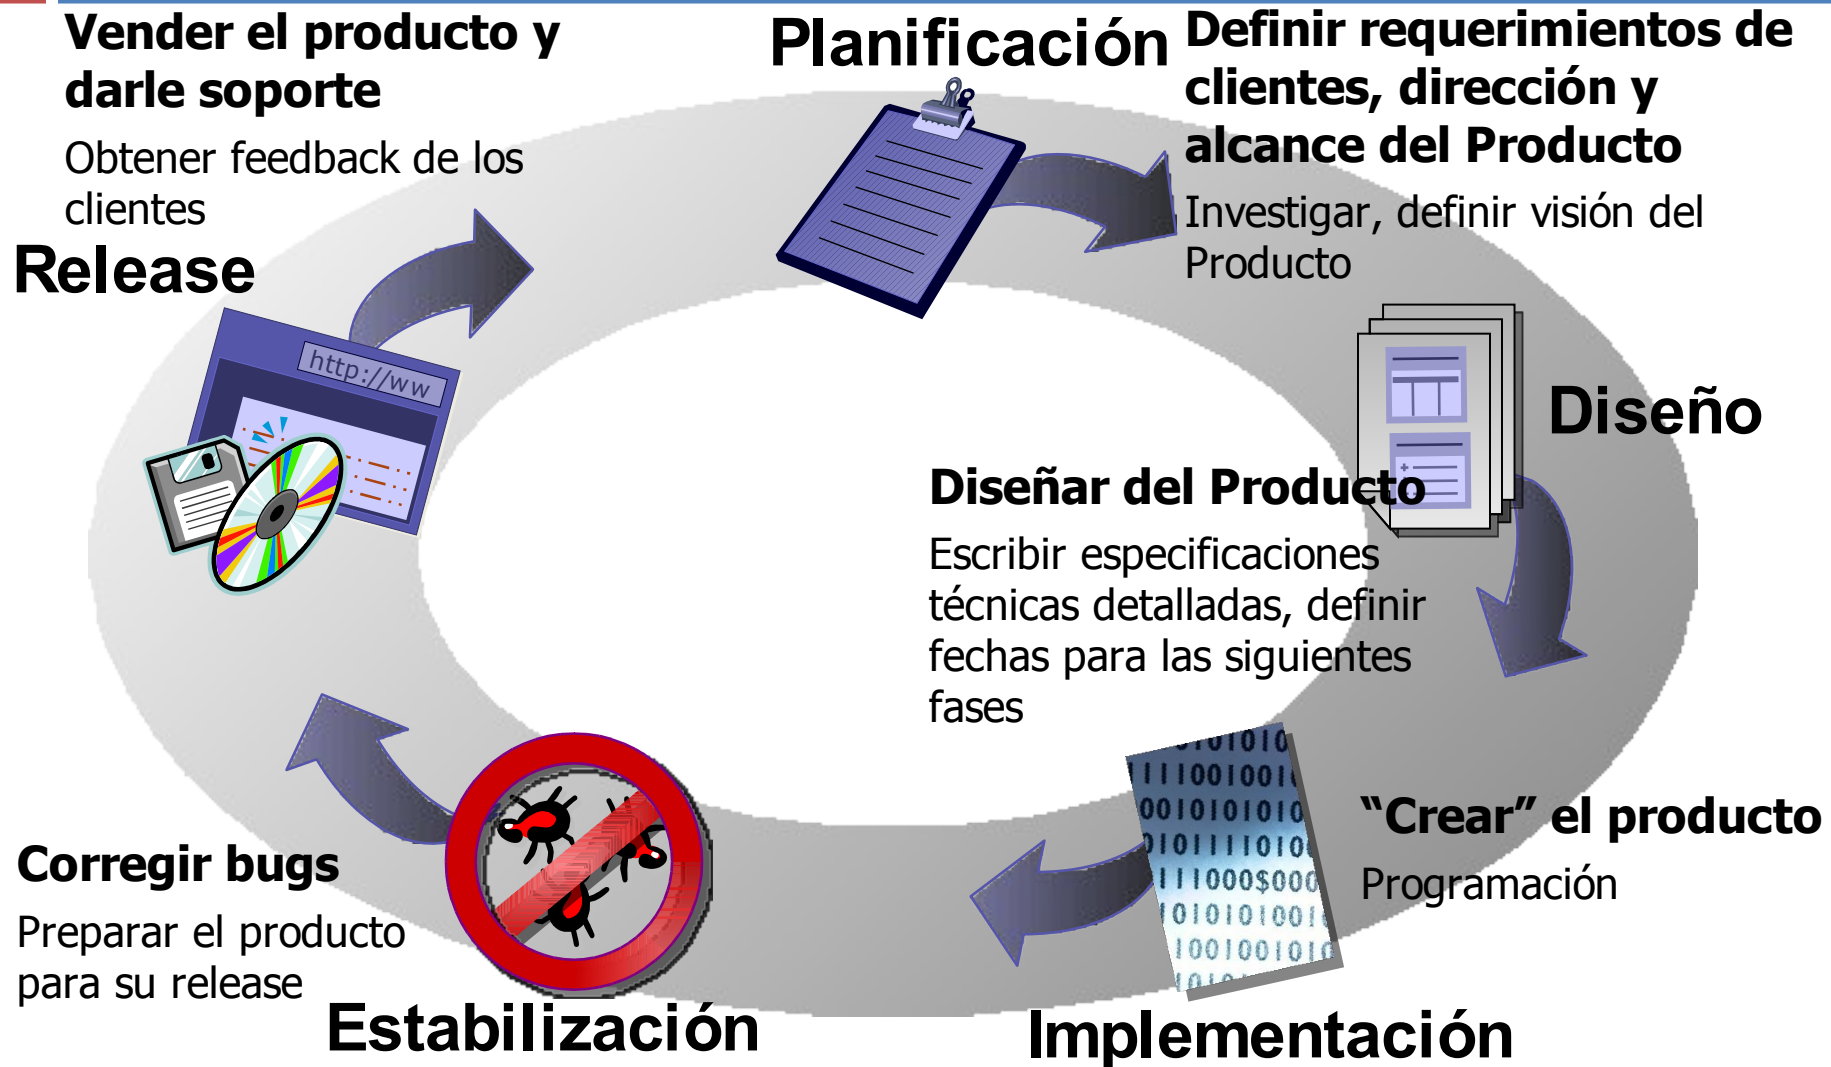 Planificación
Definir requerimientos de
clientes, dirección y
alcance del Producto
Investigar, definir visión del
Producto
Diseño
Diseñar del Producto
Escribir especificaciones
técnicas detalladas, definir
fechas para las siguientes
fases
Implementación
“Crear” el producto
Programación
Estabilización
Corregir bugs
Preparar el producto
para su release
Release
Vender el producto y
darle soporte
Obtener feedback de los
clientes
http://ww